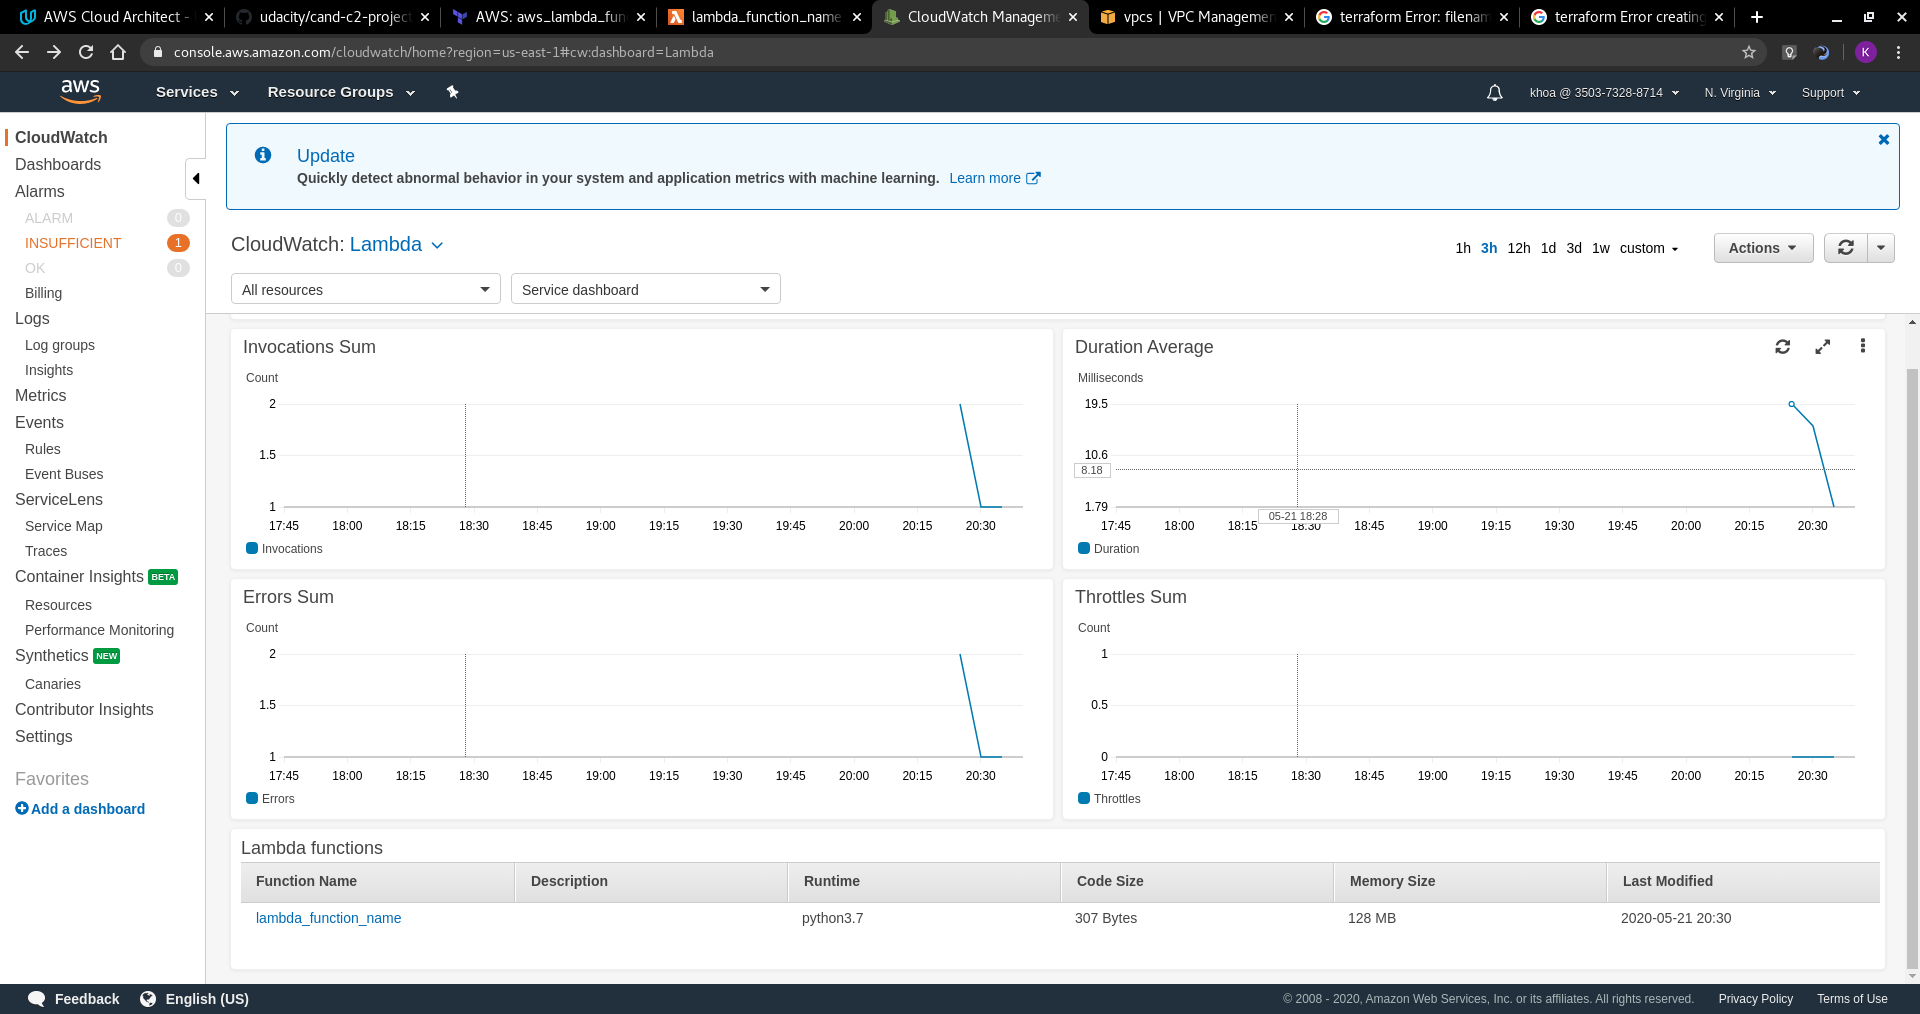 AWS Cloud Architect -
udacity/cand-c2-project
AWS: aws_lambda_fun
lambda_function_name
CloudWatch Manageme
vpcs | VPC Managemen
terraform Error: filenam
terraform Error creating
console.aws.amazon.com/cloudwatch/home?region=us-east-1#cw:dashboard=Lambda
K
aws
Services
Resource Groups
khoa @ 3503-7328-8714
N. Virginia
Support
CloudWatch
Dashboards
Alarms
ALARM 0
INSUFFICIENT 1
OK 0
Billing
Logs
Log groups
Insights
Metrics
Events
Rules
Event Buses
ServiceLens
Service Map
Traces
Container Insights BETA
Resources
Performance Monitoring
Synthetics NEW
Canaries
Contributor Insights
Settings
Favorites
Add a dashboard
Update
Quickly detect abnormal behavior in your system and application metrics with machine learning. Learn more
CloudWatch: Lambda
1h 3h 12h 1d 3d 1w custom
Actions
All resources
Service dashboard
Invocations Sum
Count
2
1.5
1
17:45 18:00 18:15 18:30 18:45 19:00 19:15 19:30 19:45 20:00 20:15 20:30
Invocations
Duration Average
Milliseconds
19.5
10.6
8.18
1.79
05-21 18:28
17:45 18:00 18:15 18:30 18:45 19:00 19:15 19:30 19:45 20:00 20:15 20:30
Duration
Errors Sum
Count
2
1.5
1
17:45 18:00 18:15 18:30 18:45 19:00 19:15 19:30 19:45 20:00 20:15 20:30
Errors
Throttles Sum
Count
1
0.5
0
17:45 18:00 18:15 18:30 18:45 19:00 19:15 19:30 19:45 20:00 20:15 20:30
Throttles
Lambda functions
Function Name Description Runtime Code Size Memory Size Last Modified
lambda_function_name python3.7 307 Bytes 128 MB 2020-05-21 20:30
Feedback
English (US)
© 2008 - 2020, Amazon Web Services, Inc. or its affiliates. All rights reserved.
Privacy Policy
Terms of Use